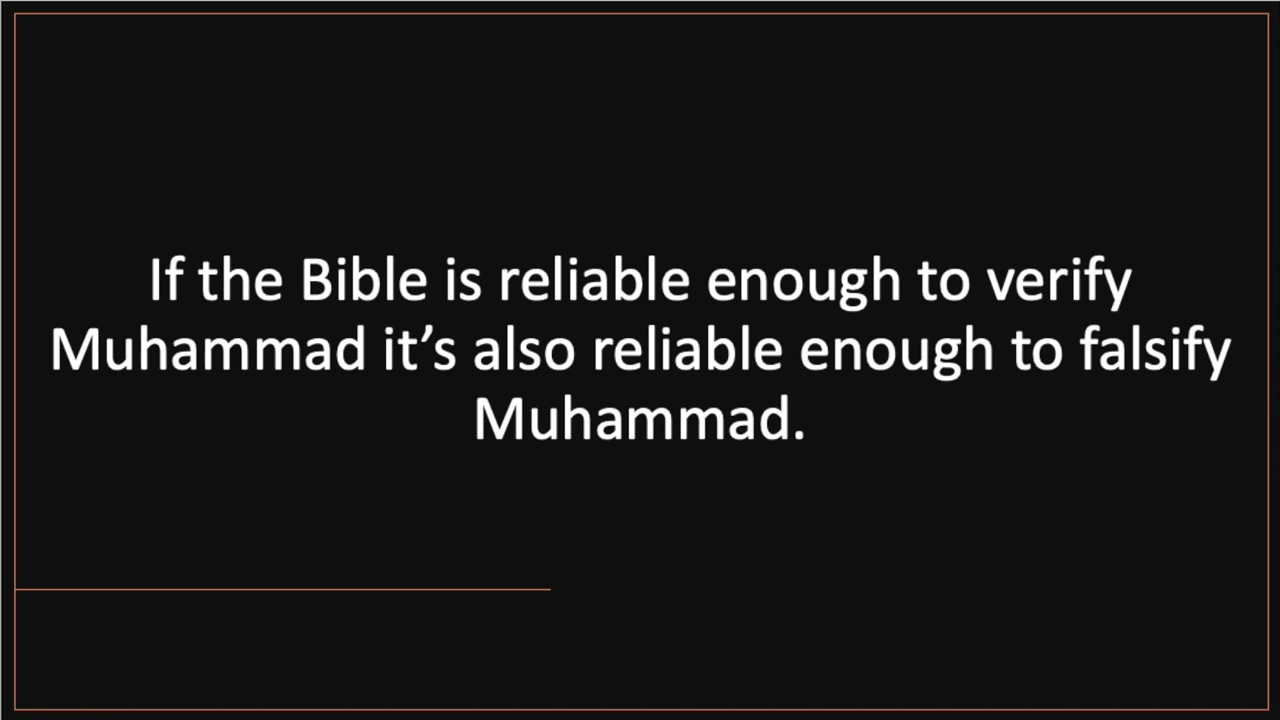 If the Bible is reliable enough to verify
Muhammad it’s also reliable enough to falsify
Muhammad.